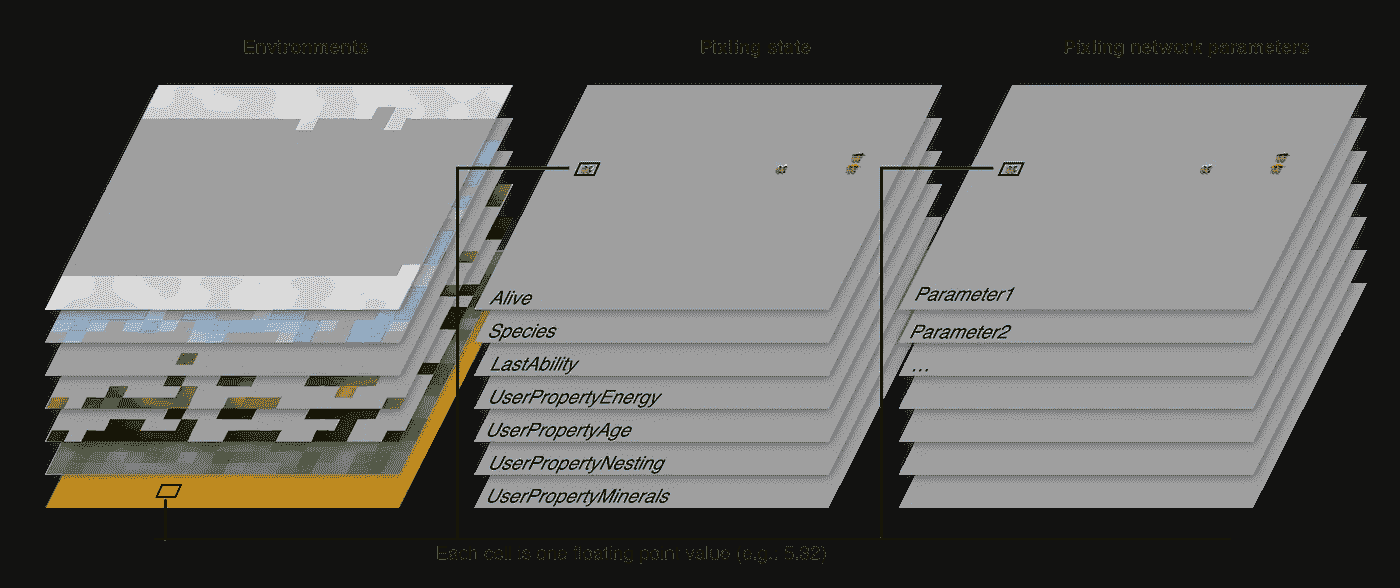 Environments
Pixling state
Pixling network parameters
Alive
Species
LastAbility
UserPropertyEnergy
UserPropertyAge
UserPropertyNesting
UserPropertyMinerals
Parameter1
Parameter2
...
Each cell is one floating point value (e.g., 5.92)